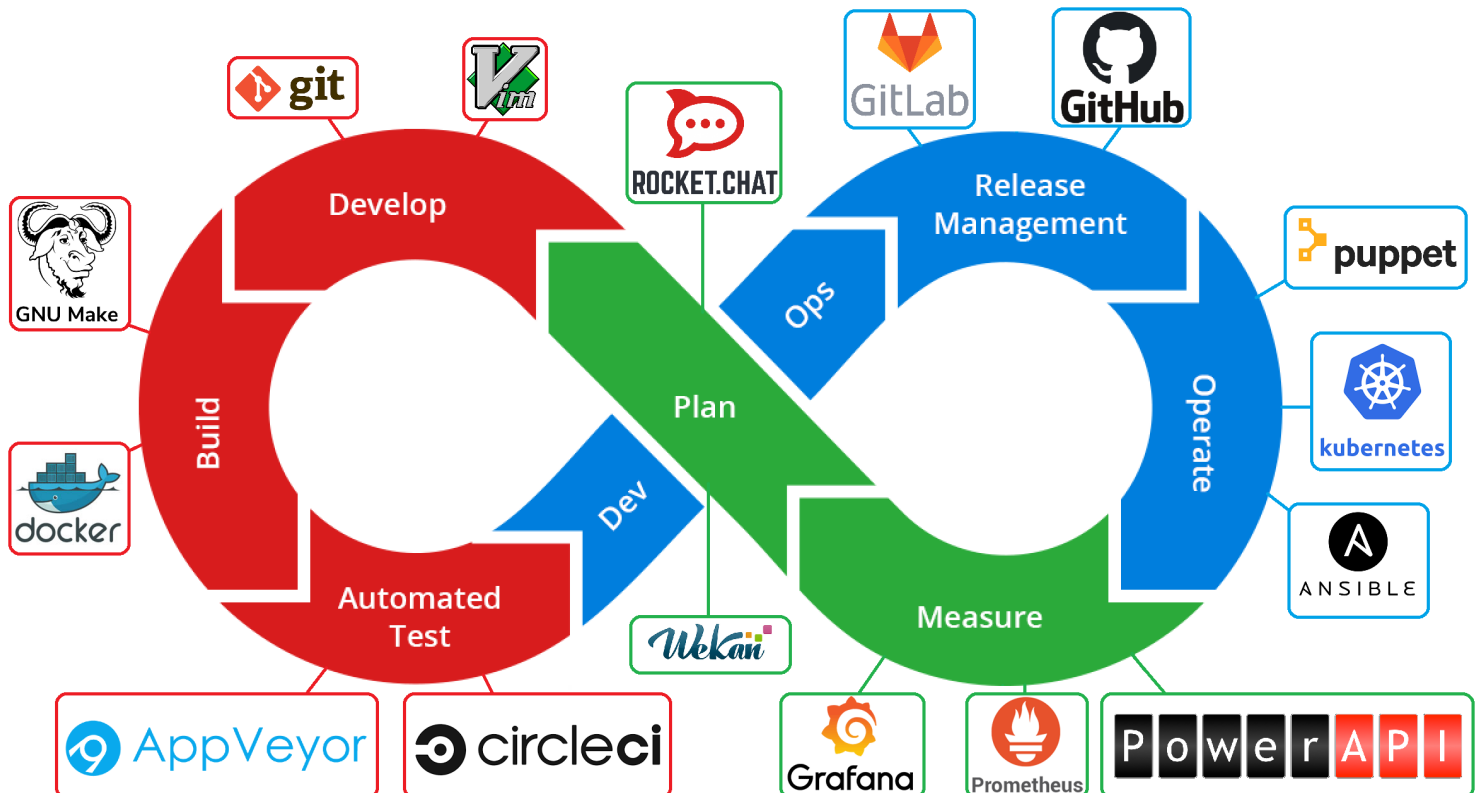 git
Vim
ROCKET.CHAT
GitLab
GitHub
Develop
Release
Management
GNU Make
puppet
Ops
Plan
Build
Operate
kubernetes
docker
Dev
ANSIBLE
Automated
Test
Measure
WeKan
AppVeyor
circleci
Grafana
Prometheus
PowerAPI